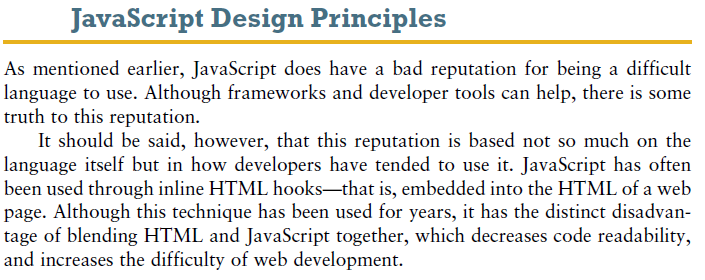 JavaScript Design Principles
As mentioned earlier, JavaScript does have a bad reputation for being a difficult
language to use. Although frameworks and developer tools can help, there is some
truth to this reputation.
It should be said, however, that this reputation is based not so much on the
language itself but in how developers have tended to use it. JavaScript has often
been used through inline HTML hooks—that is, embedded into the HTML of a web
page. Although this technique has been used for years, it has the distinct disadvan-
tage of blending HTML and JavaScript together, which decreases code readability,
and increases the difficulty of web development.